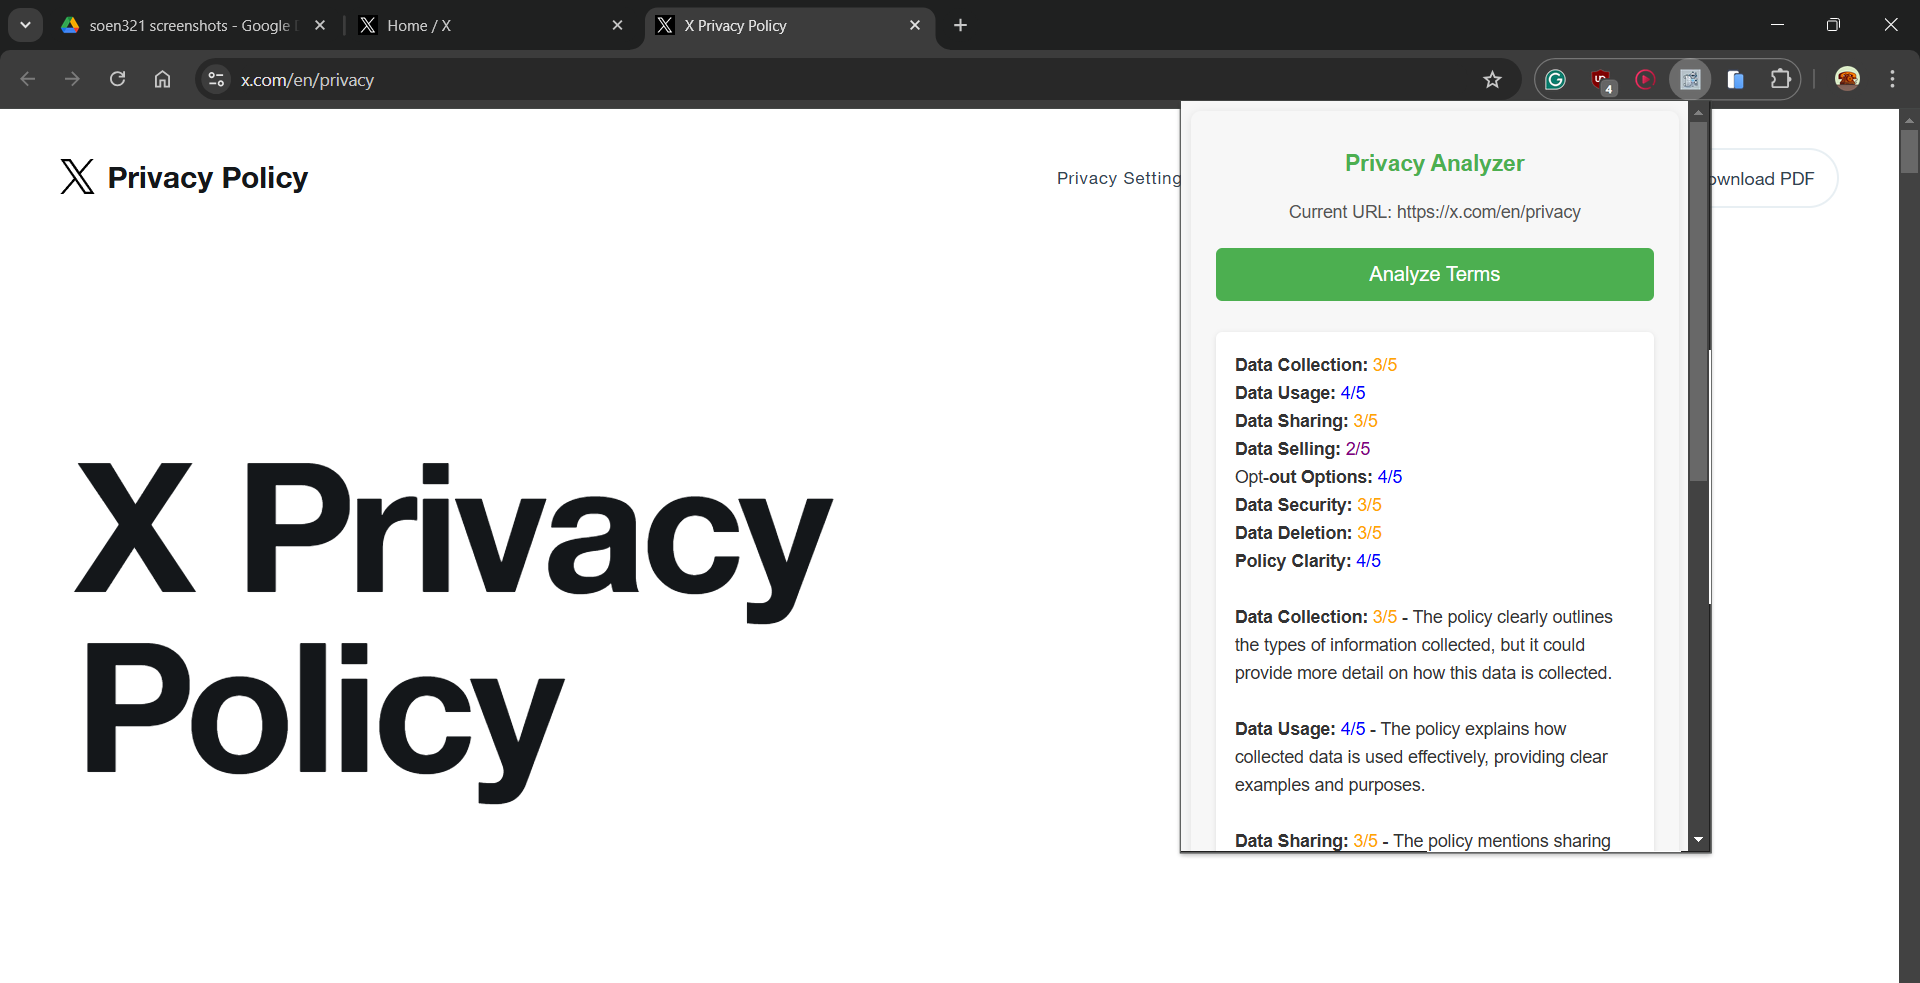 soen321 screenshots - Google
Home / X
X Privacy Policy
x.com/en/privacy
4
Privacy Policy
Privacy Setting
ownload PDF
X Privacy
Policy
Privacy Analyzer
Current URL: https://x.com/en/privacy
Analyze Terms
Data Collection: 3/5
Data Usage: 4/5
Data Sharing: 3/5
Data Selling: 2/5
Opt-out Options: 4/5
Data Security: 3/5
Data Deletion: 3/5
Policy Clarity: 4/5
Data Collection: 3/5 - The policy clearly outlines
the types of information collected, but it could
provide more detail on how this data is collected.
Data Usage: 4/5 - The policy explains how
collected data is used effectively, providing clear
examples and purposes.
Data Sharing: 3/5 - The policy mentions sharing